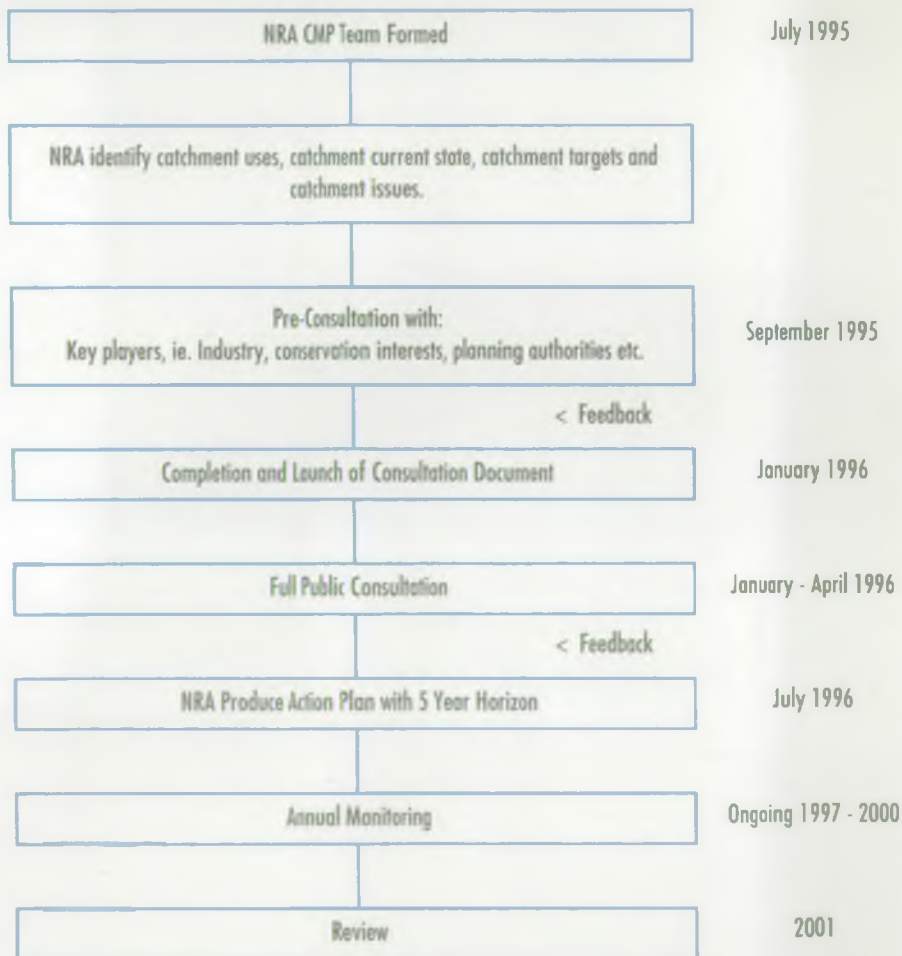 NRA CMP Team Formed
July 1995
NRA identify catchment uses, catchment current state, catchment targets and
catchment issues.
Pre-Consultation with:
Key players, ie. Industry, conservation interests, planning authorities etc.
September 1995
< Feedback
Completion and Launch of Consultation Document
January 1996
Full Public Consultation
January - April 1996
< Feedback
NRA Produce Action Plan with 5 Year Horizon
July 1996
Annual Monitoring
Ongoing 1997 - 2000
Review
2001